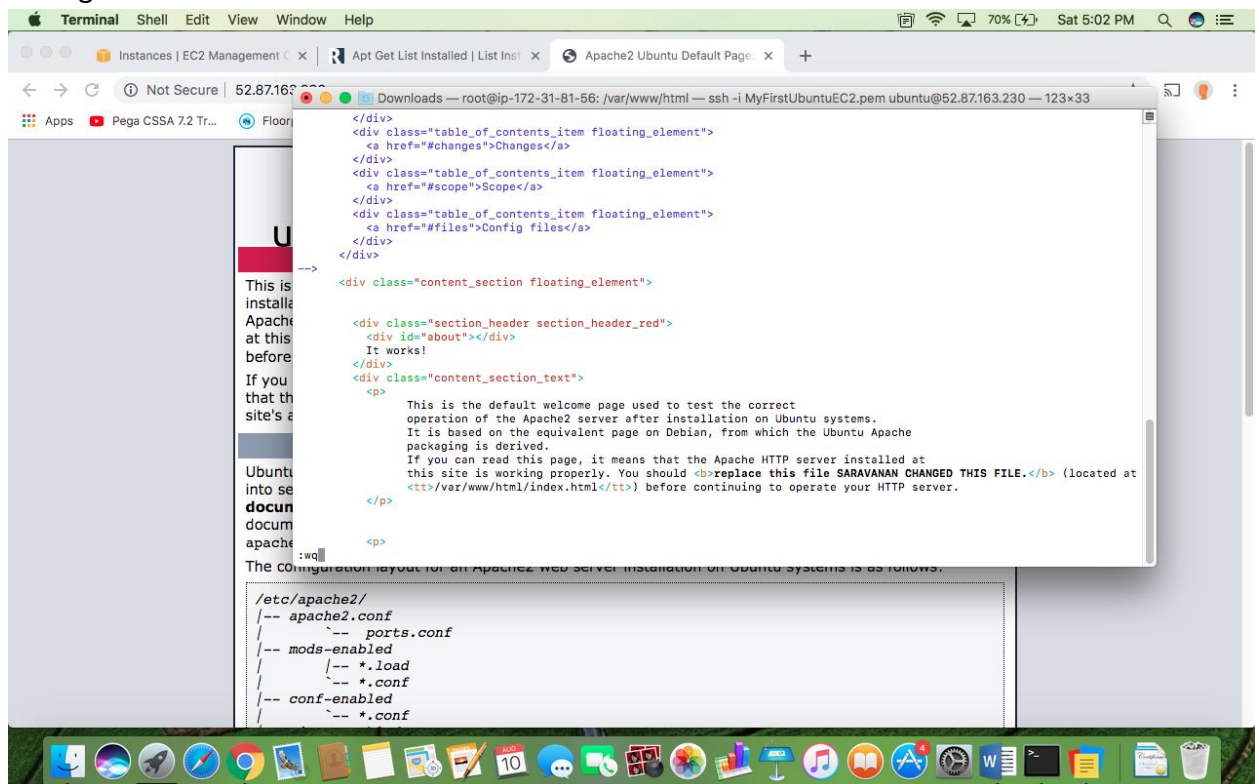 Terminal Shell Edit View Window Help 70% Sat 5:02 PM
Instances | EC2 Management C × Apt Get List Installed | List Inst × Apache2 Ubuntu Default Page: × +
Not Secure | 52.87.163
Downloads — root@ip-172-31-81-56: /var/www/html — ssh -i MyFirstUbuntuEC2.pem ubuntu@52.87.163.230 — 123×33
Apps Pega CSSA 7.2 Tr... Floor
</div>
<div class="table_of_contents_item floating_element">
<a href="#changes">Changes</a>
</div>
<div class="table_of_contents_item floating_element">
<a href="#scope">Scope</a>
</div>
<div class="table_of_contents_item floating_element">
<a href="#files">Config files</a>
</div>
</div>
-->
<div class="content_section floating_element">
<div class="section_header section_header_red">
<div id="about"></div>
It works!
</div>
<div class="content_section_text">
<p>
This is the default welcome page used to test the correct
operation of the Apache2 server after installation on Ubuntu systems.
It is based on the equivalent page on Debian, from which the Ubuntu Apache
packaging is derived.
If you can read this page, it means that the Apache HTTP server installed at
this site is working properly. You should <b>replace this file SARAVANAN CHANGED THIS FILE.</b> (located at
<tt>/var/www/html/index.html</tt>) before continuing to operate your HTTP server.
</p>
<p>
:wq
U
This is
installa
Apache
at this
before
If you
that th
site's a
Ubuntu
into se
docum
docum
apache
The configuration layout for an Apache2 web server installation on Ubuntu systems is as follows:
/etc/apache2/
|-- apache2.conf
| `-- ports.conf
|-- mods-enabled
| |-- *.load
| `-- *.conf
|-- conf-enabled
| `-- *.conf
AUG
10
4
W